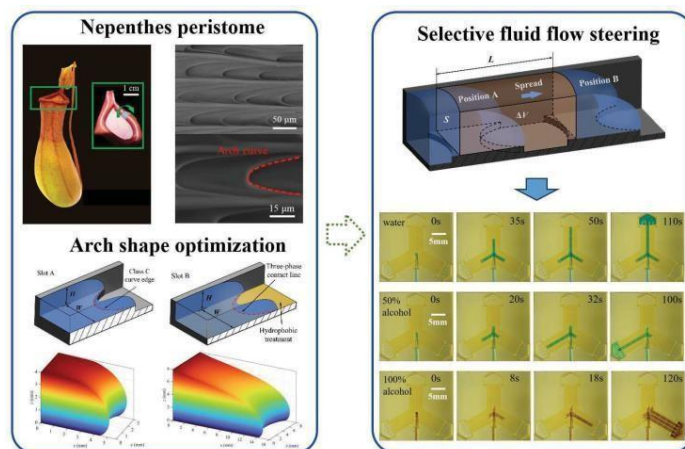 Nepenthes peristome
1 cm
50 μm
Arch curve
15 μm
Arch shape optimization
Slot A
Class C
curve edge
Slot B
Three-phase
contact line
H
W
H
W
Hydrophobic
treatment
Selective fluid flow steering
L
Position A
Spread
Position B
S
ΔV
water
0s
35s
50s
110s
5mm
50%
alcohol
0s
20s
32s
100s
5mm
100%
alcohol
0s
8s
18s
120s
5mm